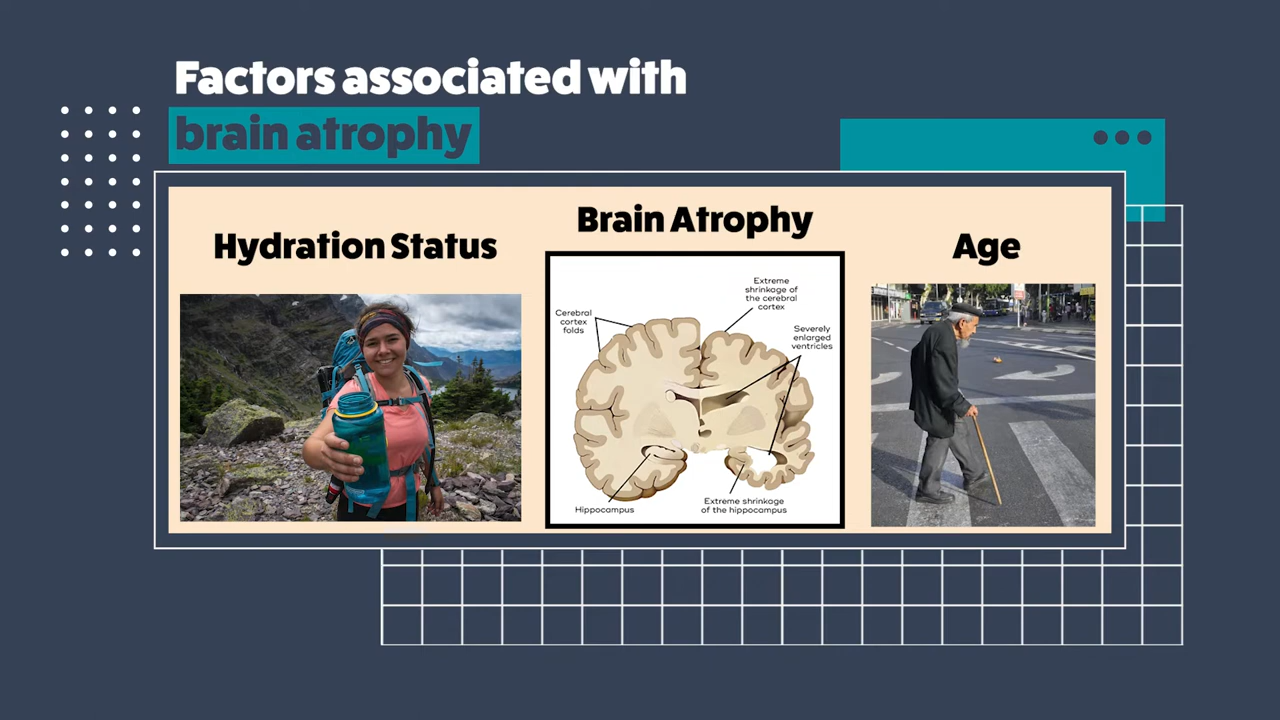 Factors associated with
brain atrophy
Hydration Status
Brain Atrophy
Age
Extreme
shrinkage of
the cerebral
cortex
Cerebral
cortex
folds
Severely
enlarged
ventricles
Hippocampus
Extreme shrinkage
of the hippocampus